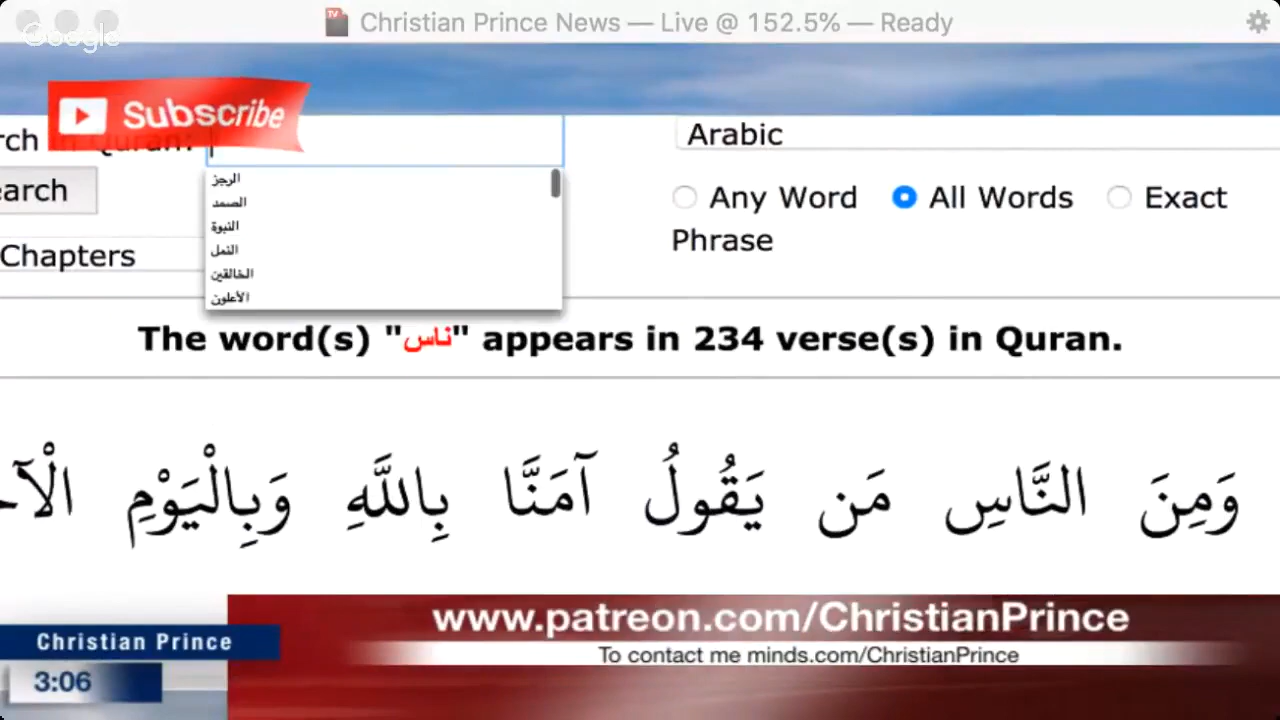 Christian Prince News — Live @ 152.5% — Ready
Google
Subscribe
rch in Quran:
Arabic
الرجز
الصمد
النبوة
النمل
الخالقين
الأعلون
earch
Any Word All Words Exact
Phrase
Chapters
The word(s) "ناس" appears in 234 verse(s) in Quran.
وَمِنَ النَّاسِ مَن يَقُولُ آمَنَّا بِاللَّهِ وَبِالْيَوْمِ
www.patreon.com/ChristianPrince
To contact me minds.com/ChristianPrince
Christian Prince
3:06